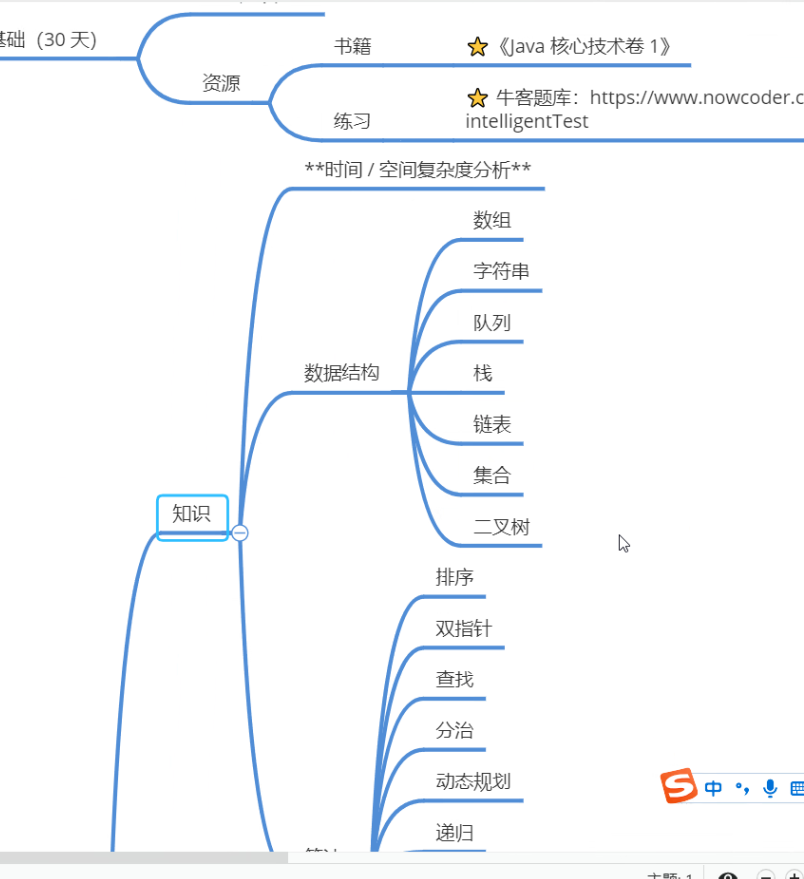 基础（30 天）
书籍
⭐《Java 核心技术卷 1》
资源
⭐ 牛客题库：https://www.nowcoder.c
intelligentTest
练习
**时间 / 空间复杂度分析**
数组
字符串
队列
数据结构
栈
链表
集合
知识
二叉树
排序
双指针
查找
分治
动态规划
中
递归
主题: 1